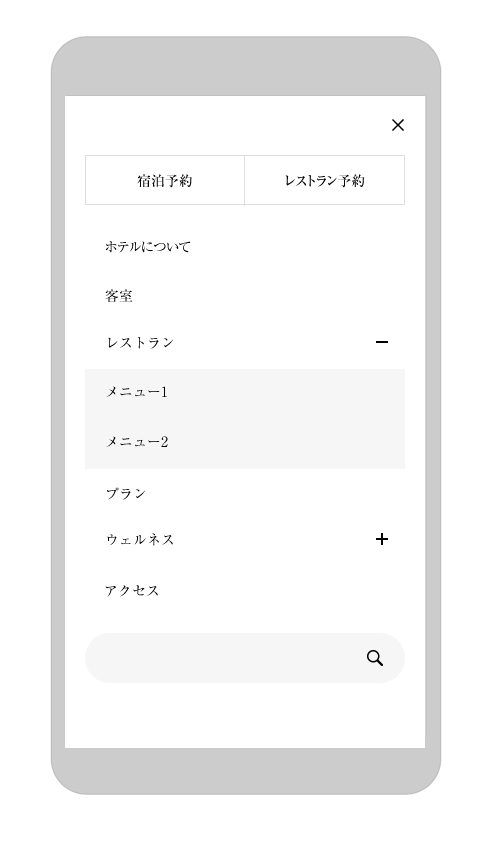 宿泊予約
レストラン予約
ホテルについて
客室
レストラン
メニュー1
メニュー2
プラン
ウェルネス
アクセス